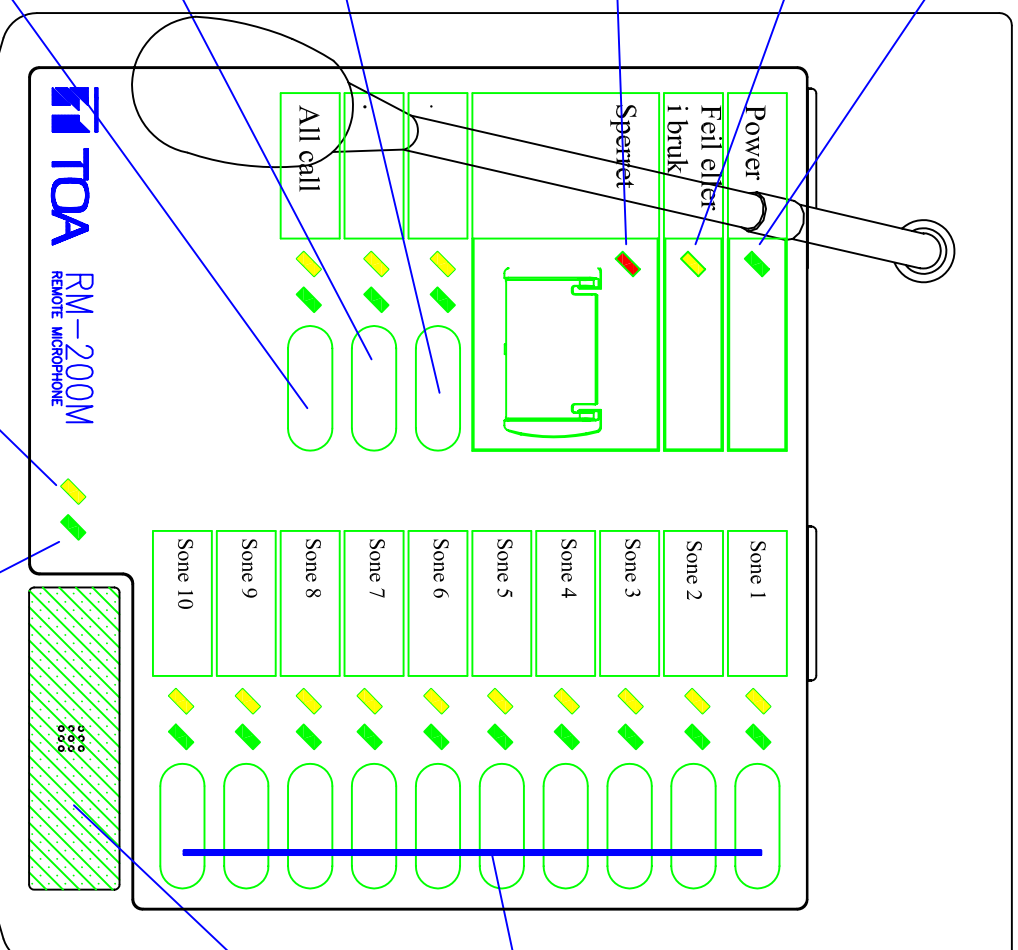 TOA
RM-200M
REMOTE MICROPHONE
All call
.
.
Sperret
Feil eller
i bruk
Power
Sone 10
Sone 9
Sone 8
Sone 7
Sone 6
Sone 5
Sone 4
Sone 3
Sone 2
Sone 1